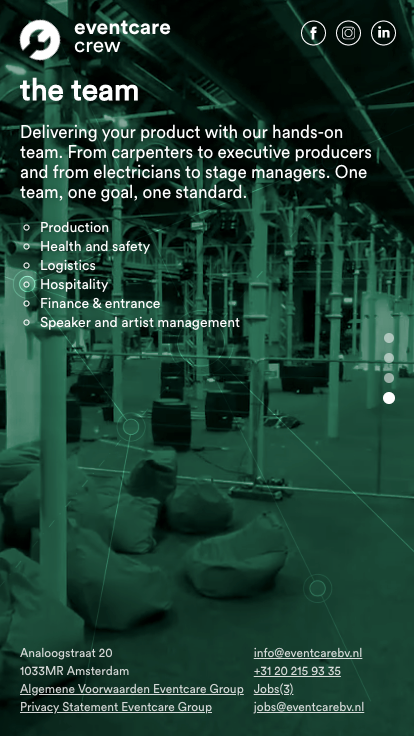 eventcare
crew
the team
Delivering your product with our hands-on
team. From carpenters to executive producers
and from electricians to stage managers. One
team, one goal, one standard.
Production
Health and safety
Logistics
Hospitality
Finance & entrance
Speaker and artist management
Analoogstraat 20
1033MR Amsterdam
Algemene Voorwaarden Eventcare Group
Privacy Statement Eventcare Group
info@eventcarebv.nl
+31 20 215 93 35
Jobs(3)
jobs@eventcarebv.nl